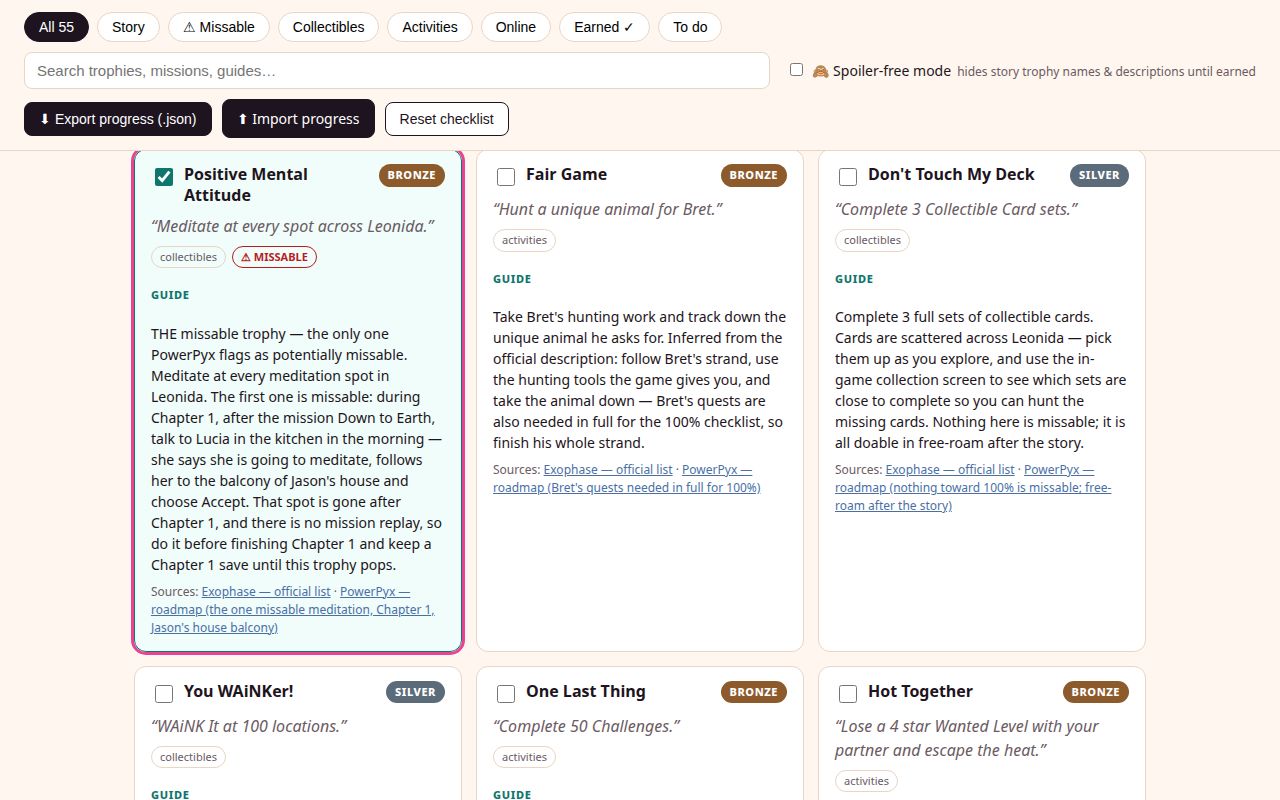 All 55
Story
⚠ Missable
Collectibles
Activities
Online
Earned ✓
To do
Search trophies, missions, guides…
🙈 Spoiler-free mode hides story trophy names & descriptions until earned
⬇ Export progress (.json)
⬆ Import progress
Reset checklist
Positive Mental
Attitude
BRONZE
“Meditate at every spot across Leonida.”
collectibles
⚠ MISSABLE
GUIDE
THE missable trophy — the only one
PowerPyx flags as potentially missable.
Meditate at every meditation spot in
Leonida. The first one is missable: during
Chapter 1, after the mission Down to Earth,
talk to Lucia in the kitchen in the morning —
she says she is going to meditate, follows
her to the balcony of Jason's house and
choose Accept. That spot is gone after
Chapter 1, and there is no mission replay, so
do it before finishing Chapter 1 and keep a
Chapter 1 save until this trophy pops.
Sources: Exophase — official list · PowerPyx —
roadmap (the one missable meditation, Chapter 1,
Jason's house balcony)
Fair Game
BRONZE
“Hunt a unique animal for Bret.”
activities
GUIDE
Take Bret's hunting work and track down the
unique animal he asks for. Inferred from the
official description: follow Bret's strand, use
the hunting tools the game gives you, and
take the animal down — Bret's quests are
also needed in full for the 100% checklist, so
finish his whole strand.
Sources: Exophase — official list · PowerPyx —
roadmap (Bret's quests needed in full for 100%)
Don't Touch My Deck
SILVER
“Complete 3 Collectible Card sets.”
collectibles
GUIDE
Complete 3 full sets of collectible cards.
Cards are scattered across Leonida — pick
them up as you explore, and use the in-
game collection screen to see which sets are
close to complete so you can hunt the
missing cards. Nothing here is missable; it is
all doable in free-roam after the story.
Sources: Exophase — official list · PowerPyx —
roadmap (nothing toward 100% is missable; free-
roam after the story)
You WAiNKer!
SILVER
“WAiNK It at 100 locations.”
collectibles
GUIDE
One Last Thing
BRONZE
“Complete 50 Challenges.”
activities
GUIDE
Hot Together
BRONZE
“Lose a 4 star Wanted Level with your
partner and escape the heat.”
activities